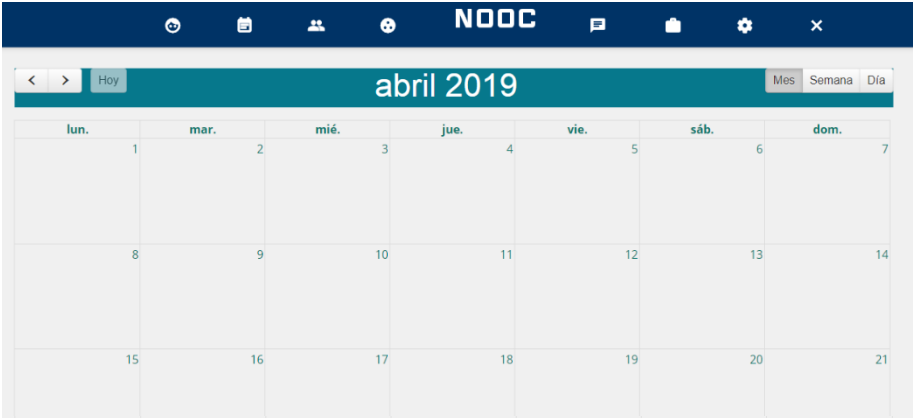 NOOC
Hoy abril 2019 Mes Semana Día
lun. mar. mié. jue. vie. sáb. dom.
1 2 3 4 5 6 7
8 9 10 11 12 13 14
15 16 17 18 19 20 21